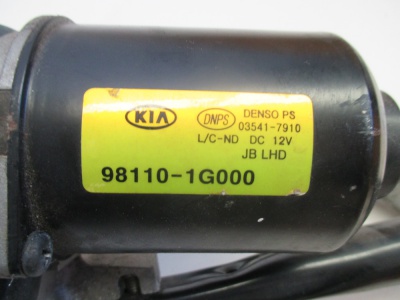 KIA DNPS DENSO PS
03541-7910
L/C-ND DC 12V
JB LHD
98110-1G000